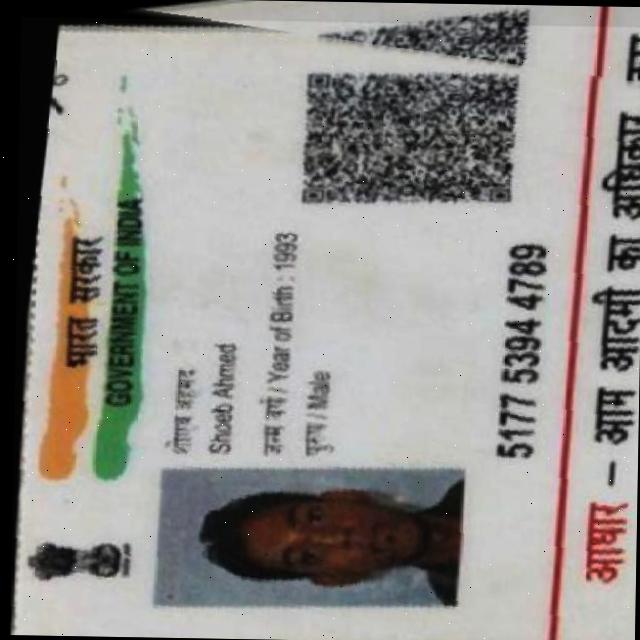 भारत सरकार
GOVERNMENT OF INDIA
शोएब अहमद
Shoeb Ahmed
जन्म वर्ष / Year of Birth : 1993
पुरुष / Male
5177 5394 4789
आधार – आम आदमी का अधिकार